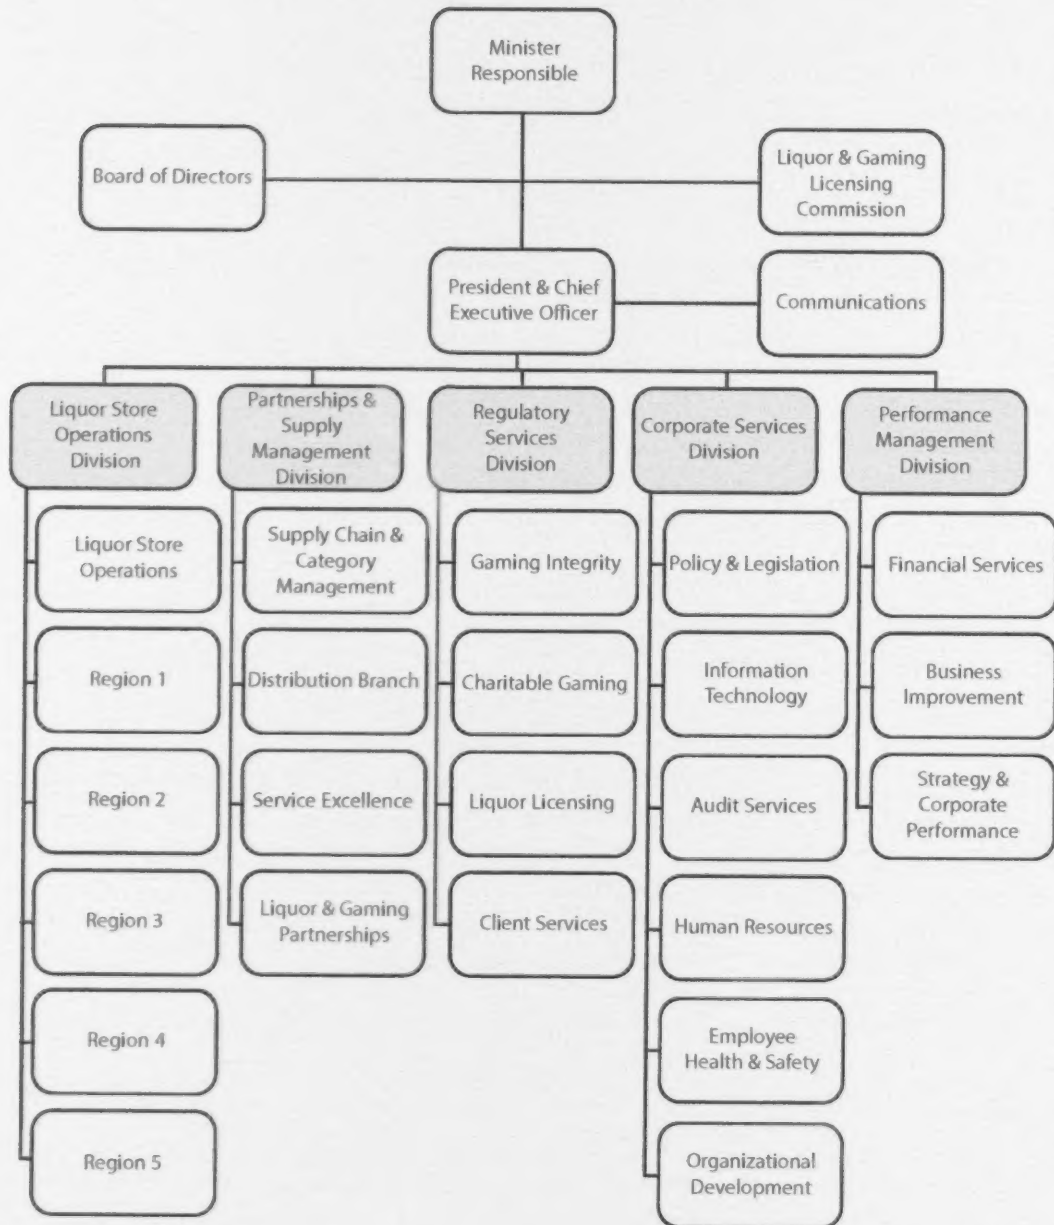 Minister
Responsible
Board of Directors
Liquor & Gaming
Licensing
Commission
President & Chief
Executive Officer
Communications
Liquor Store
Operations
Division
Partnerships &
Supply
Management
Division
Regulatory
Services
Division
Corporate Services
Division
Performance
Management
Division
Liquor Store
Operations
Supply Chain &
Category
Management
Gaming Integrity
Policy & Legislation
Financial Services
Region 1
Distribution Branch
Charitable Gaming
Information
Technology
Business
Improvement
Region 2
Service Excellence
Liquor Licensing
Audit Services
Strategy &
Corporate
Performance
Region 3
Liquor & Gaming
Partnerships
Client Services
Human Resources
Region 4
Employee
Health & Safety
Region 5
Organizational
Development